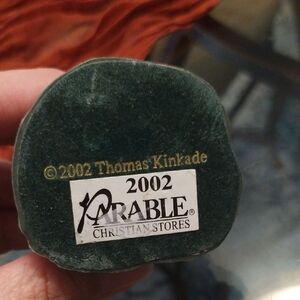 ©2002 Thomas Kinkade
2002
PARABLE®
CHRISTIAN STORES